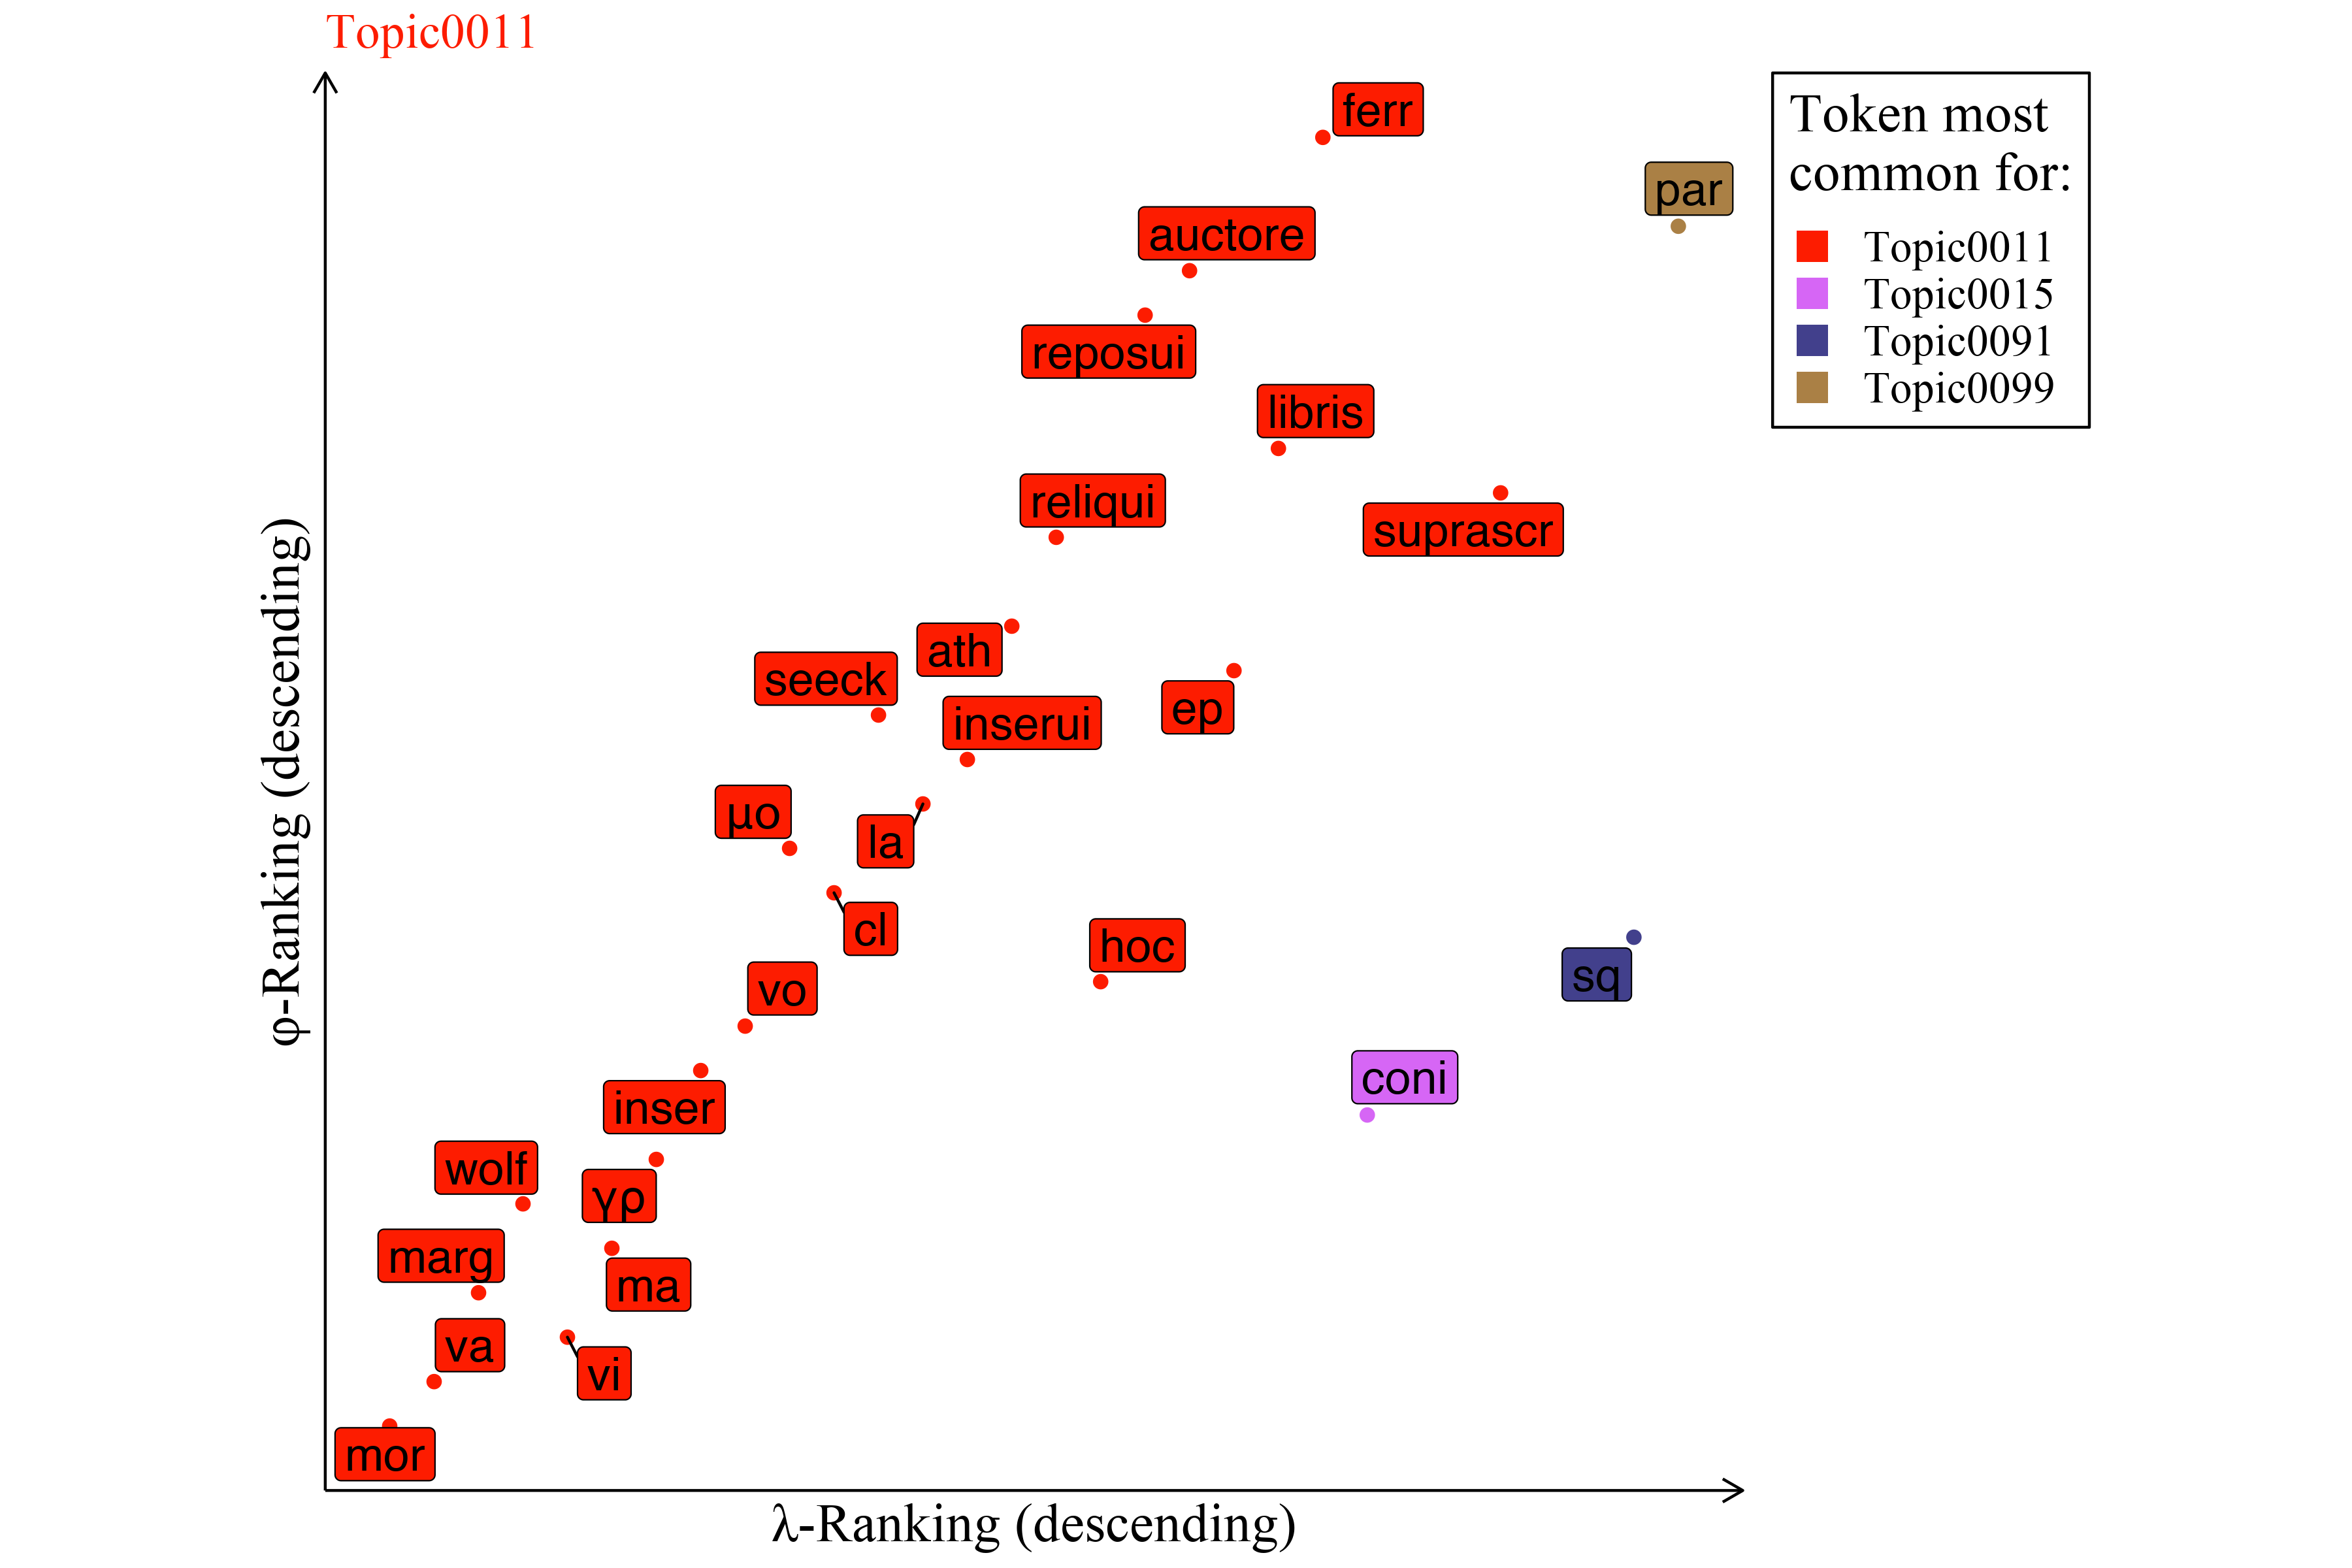 Topic0011
ferr
par
auctore
reposui
libris
reliqui
suprascr
ath
seeck
inserui
ep
μο
la
cl
hoc
vo
sq
inser
coni
wolf
γρ
marg
ma
va
vi
mor
φ-Ranking (descending)
λ-Ranking (descending)
Token most
common for:
Topic0011
Topic0015
Topic0091
Topic0099